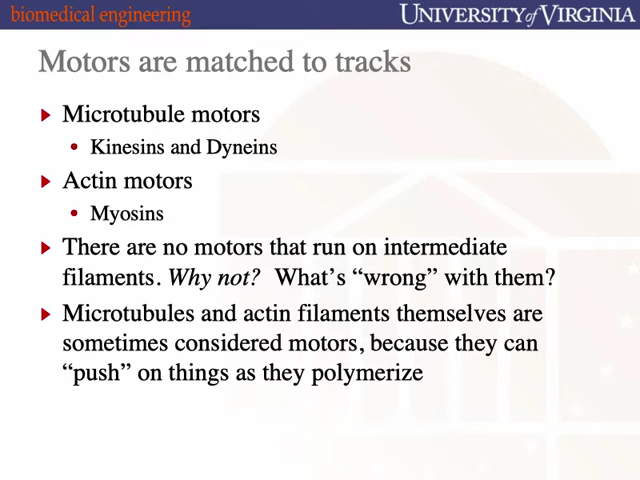 biomedical engineering
UNIVERSITY of VIRGINIA
Motors are matched to tracks
Microtubule motors
• Kinesins and Dyneins
Actin motors
• Myosins
There are no motors that run on intermediate
filaments. Why not? What's “wrong” with them?
Microtubules and actin filaments themselves are
sometimes considered motors, because they can
“push” on things as they polymerize